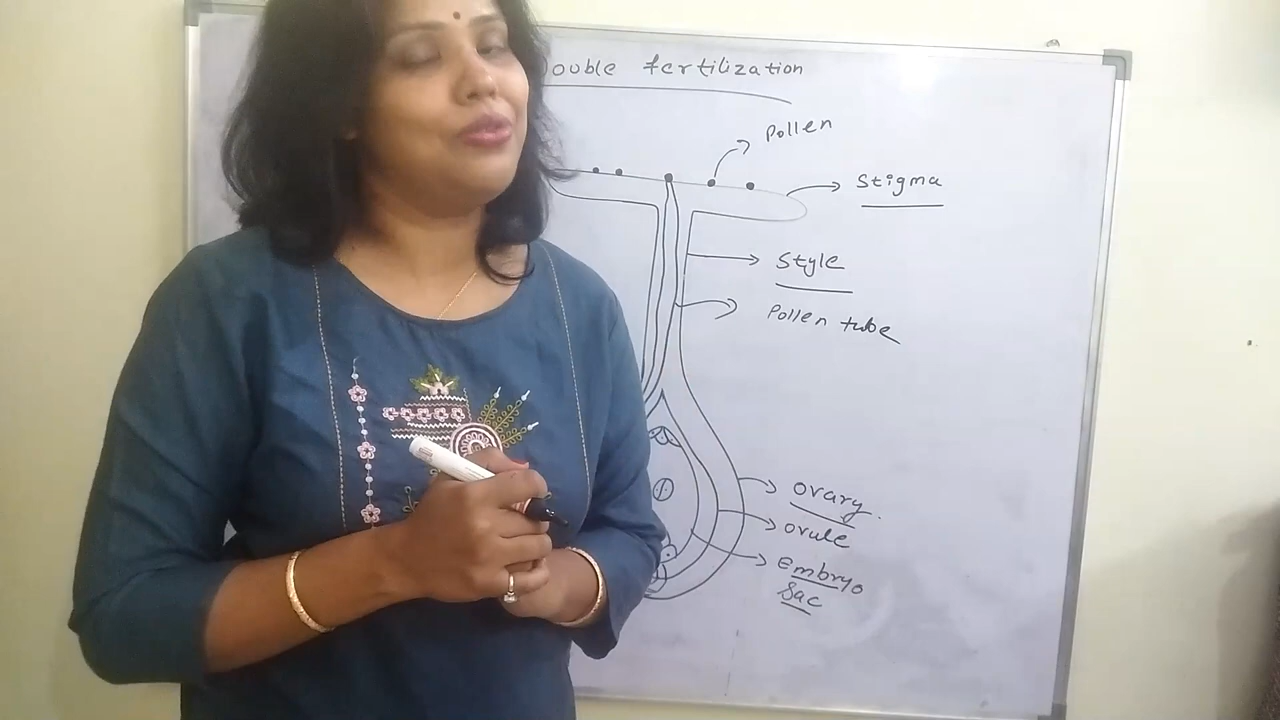 ouble fertilization
Pollen
Stigma
Style
Pollen tube
ovary
ovule
embryo
Sac